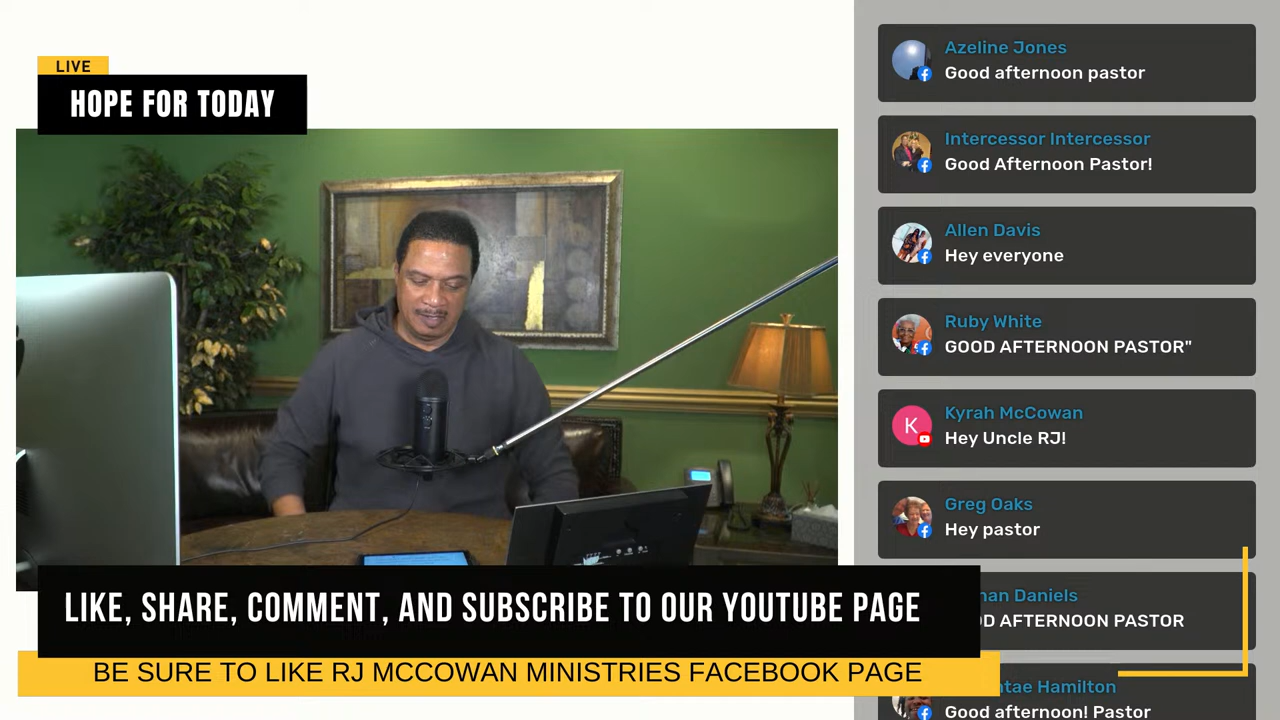 LIVE
HOPE FOR TODAY
Azeline Jones
Good afternoon pastor
Intercessor Intercessor
Good Afternoon Pastor!
Allen Davis
Hey everyone
Ruby White
GOOD AFTERNOON PASTOR"
K
Kyrah McCowan
Hey Uncle RJ!
Greg Oaks
Hey pastor
Daniels
AFTERNOON PASTOR
Hamilton
Good afternoon! Pastor
LIKE, SHARE, COMMENT, AND SUBSCRIBE TO OUR YOUTUBE PAGE
BE SURE TO LIKE RJ MCCOWAN MINISTRIES FACEBOOK PAGE